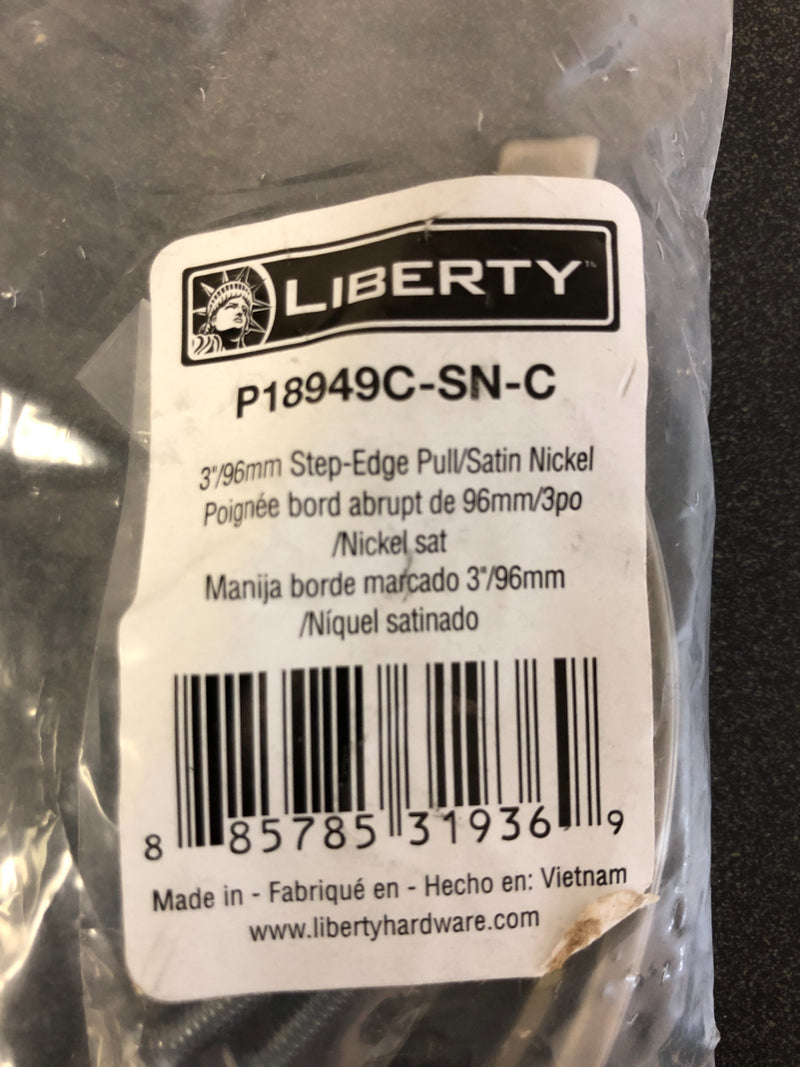 LIBERTY™
P18949C-SN-C
3"/96mm Step-Edge Pull/Satin Nickel
Poignée bord abrupt de 96mm/3po
/Nickel sat
Manija borde marcado 3"/96mm
/Níquel satinado
8 85785 31936 9
Made in - Fabriqué en - Hecho en: Vietnam
www.libertyhardware.com